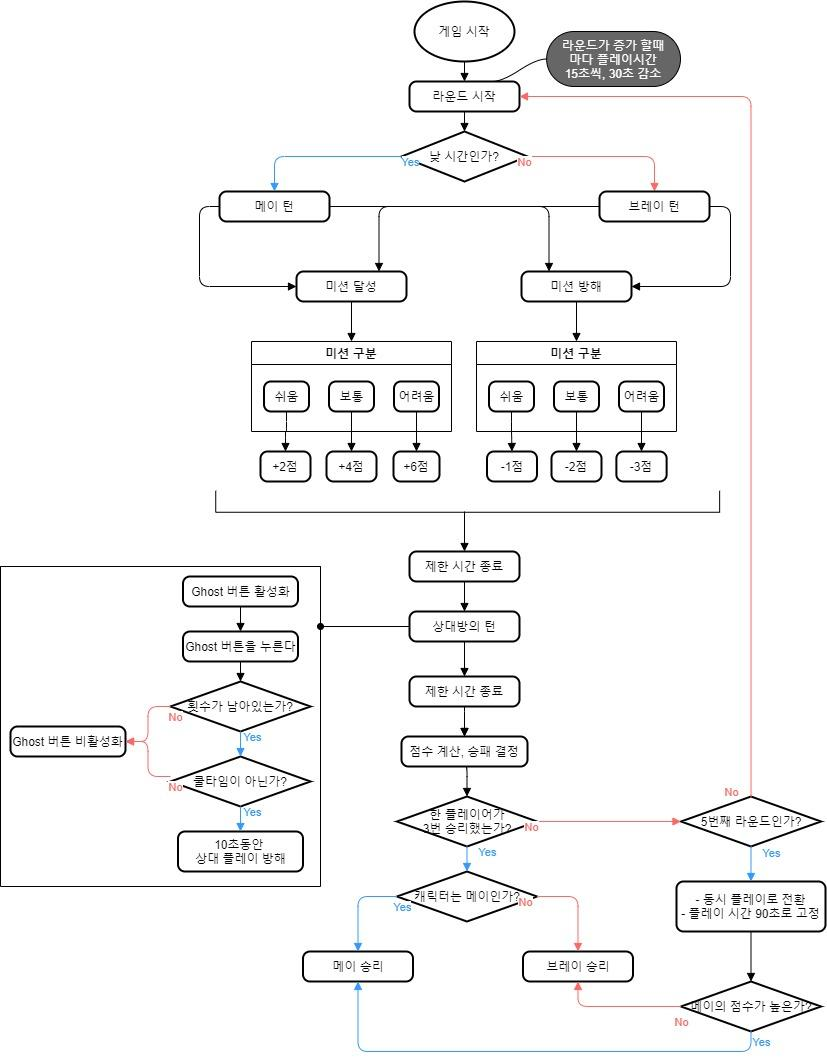 게임 시작
라운드가 증가 할때
마다 플레이시간
15초씩, 30초 감소
라운드 시작
낮 시간인가?
Yes
No
메이 턴
브레이 턴
미션 달성
미션 방해
미션 구분
미션 구분
쉬움
보통
어려움
쉬움
보통
어려움
+2점
+4점
+6점
-1점
-2점
-3점
제한 시간 종료
Ghost 버튼 활성화
상대방의 턴
Ghost 버튼을 누른다
제한 시간 종료
횟수가 남아있는가?
No
Yes
Ghost 버튼 비활성화
점수 계산, 승패 결정
쿨타임이 아닌가?
No
Yes
No
한 플레이어가
3번 승리했는가?
No
5번째 라운드인가?
10초동안
상대 플레이 방해
Yes
Yes
캐릭터는 메이인가?
Yes
No
- 동시 플레이로 전환
- 플레이 시간 90초로 고정
메이 승리
브레이 승리
메이의 점수가 높은가?
No
Yes